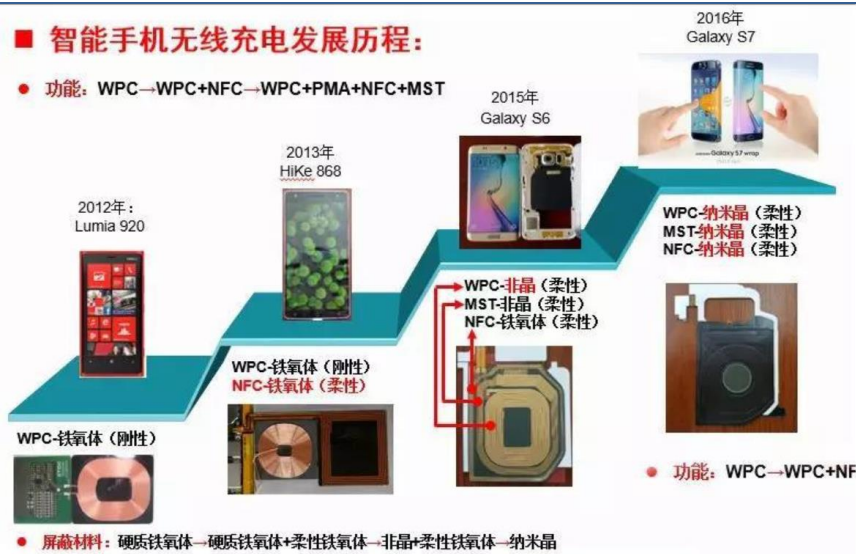 ■ 智能手机无线充电发展历程：
● 功能：WPC→WPC+NFC→WPC+PMA+NFC+MST
2012年：
Lumia 920
2013年
HiKe 868
2015年
Galaxy S6
2016年
Galaxy S7
Galaxy S7 wrap
WPC-铁氧体（刚性）
WPC-铁氧体（刚性）
NFC-铁氧体（柔性）
WPC-非晶（柔性）
MST-非晶（柔性）
NFC-铁氧体（柔性）
WPC-纳米晶（柔性）
MST-纳米晶（柔性）
NFC-纳米晶（柔性）
● 功能：WPC→WPC+NF
● 屏蔽材料：硬质铁氧体→硬质铁氧体+柔性铁氧体→非晶+柔性铁氧体→纳米晶